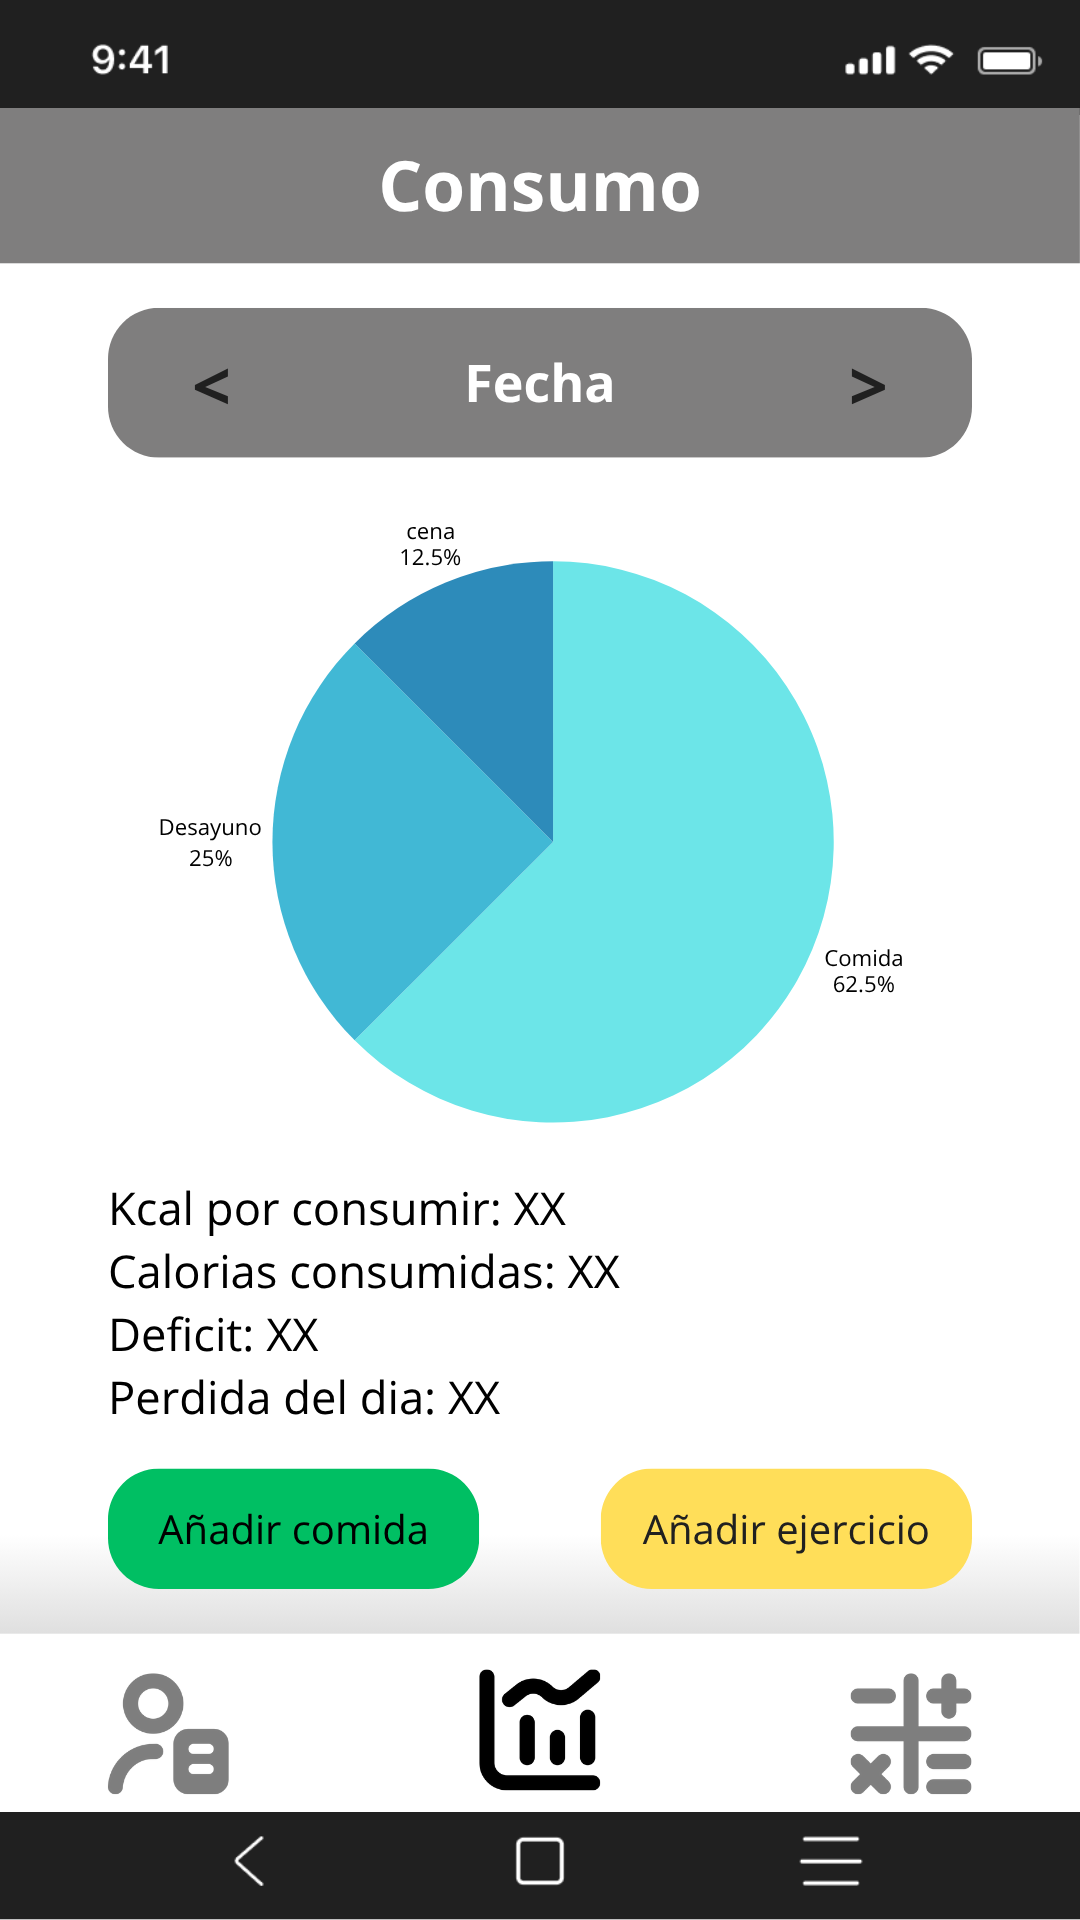 9:41
Consumo
< Fecha >
cena
12.5%
Desayuno
25%
Comida
62.5%
Kcal por consumir: XX
Calorias consumidas: XX
Deficit: XX
Perdida del dia: XX
Añadir comida
Añadir ejercicio